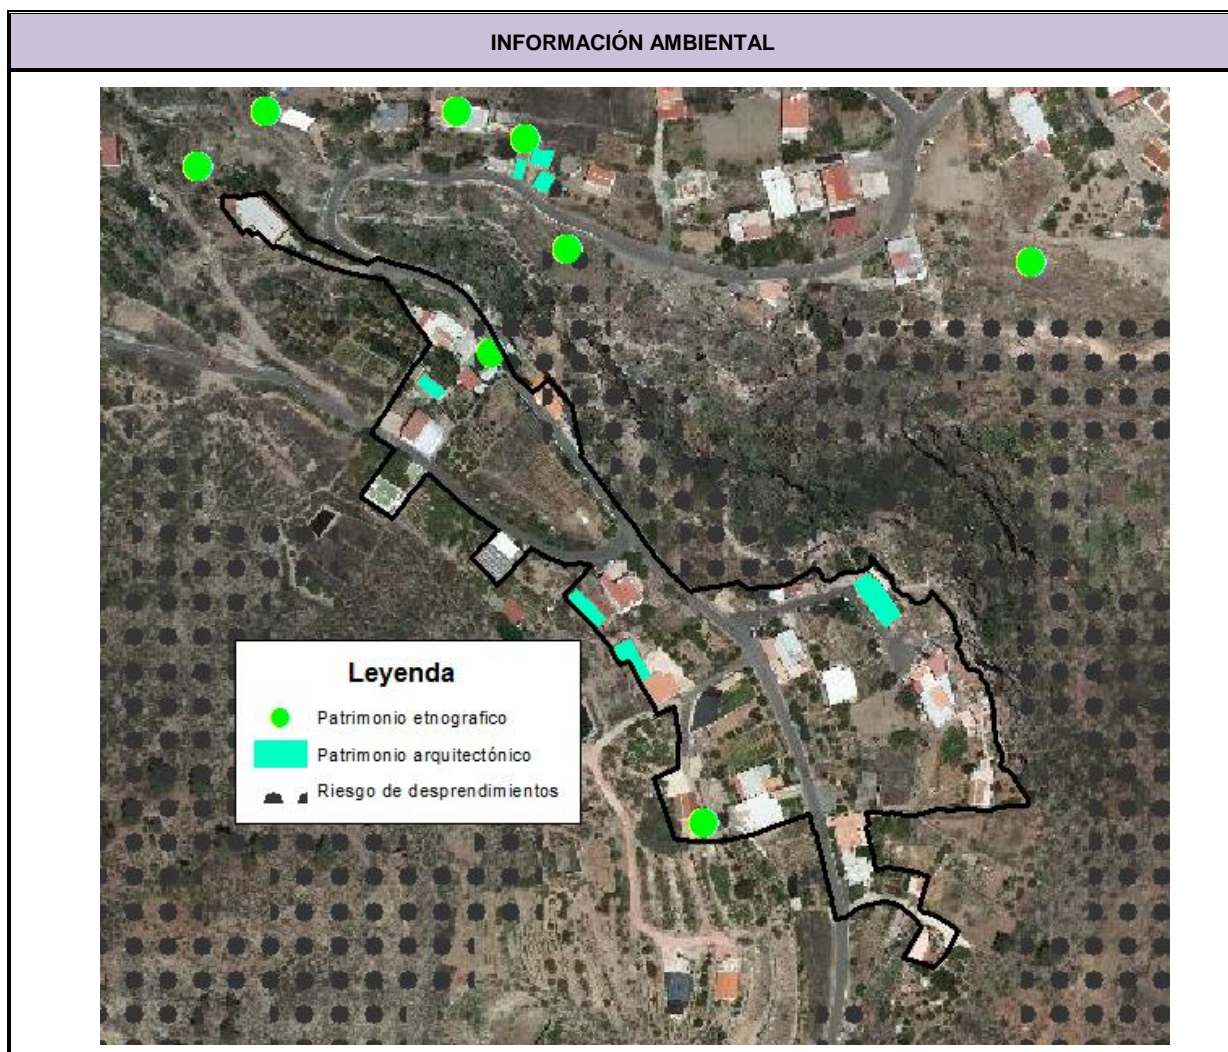 INFORMACIÓN AMBIENTAL
Leyenda
Patrimonio etnografico
Patrimonio arquitectónico
Riesgo de desprendimientos